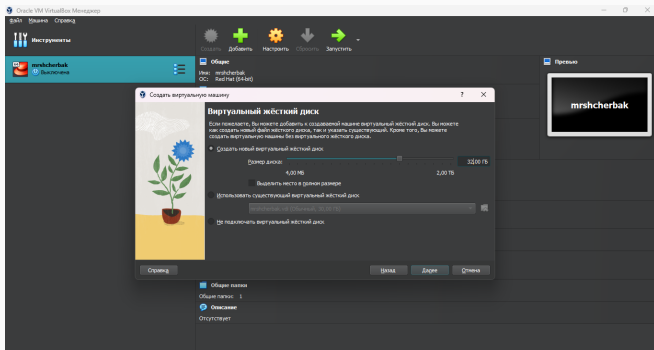 Oracle VM VirtualBox Менеджер
Файл Машина Справка
Инструменты
Создать Добавить Настроить Сбросить Запустить
mrshcherbak
Выключена
Общие
Имя: mrshcherbak
ОС: Red Hat (64-bit)
Превью
mrshcherbak
Создать виртуальную машину
Виртуальный жёсткий диск
Если пожелаете, Вы можете добавить к создаваемой машине виртуальный жёсткий диск. Вы можете
как создать новый файл жёсткого диска, так и указать существующий. Кроме того, Вы можете
создать виртуальную машину без виртуального жёсткого диска.
Создать новый виртуальный жёсткий диск
Размер диска:
32,00 ГБ
4,00 МБ 2,00 ТБ
Выделить место в полном размере
Использовать существующий виртуальный жёсткий диск
Не подключать виртуальный жёсткий диск
Справка
Назад Далее Отмена
Общие папки
Общие папки: 1
Описание
Отсутствует